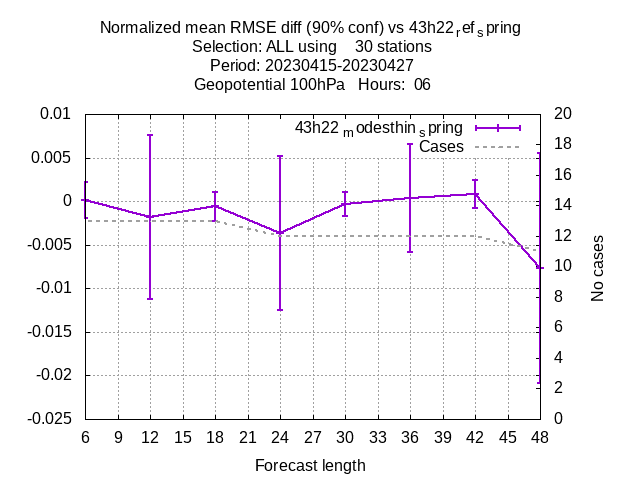 Normalized mean RMSE diff (90% conf) vs 43h22refspring
Selection: ALL using 30 stations
Period: 20230415-20230427
Geopotential 100hPa Hours: 06
43h22modesthinspring
Cases
0.01
0.005
0
-0.005
-0.01
-0.015
-0.02
-0.025
20
18
16
14
12
10
8
6
4
2
0
No cases
6 9 12 15 18 21 24 27 30 33 36 39 42 45 48
Forecast length